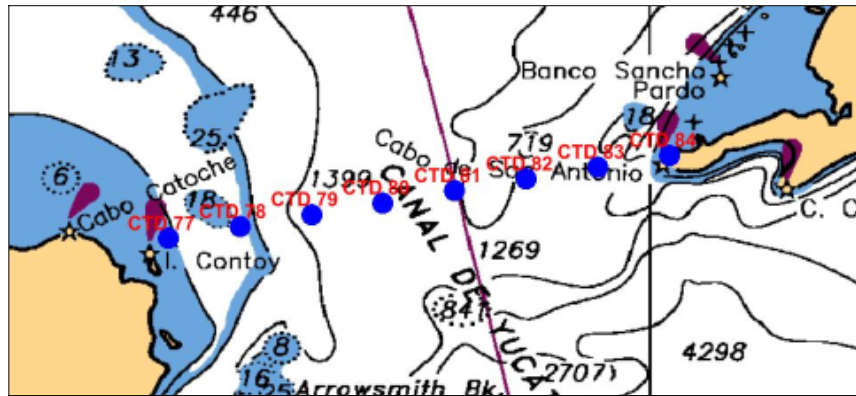 446
13
Banco Sancho
Pardo
25
18
719
CTD 84
CTD 83
CTD 82
CTD 81
CTD 80
CTD 79
CTD 78
CTD 77
Cabo de San Antonio
1399
6
Cabo Catoche
18
I. Contoy
CANAL DE YUCA
C. C
1269
84
8
16
25
Arrowsmith Bk.
2707
4298